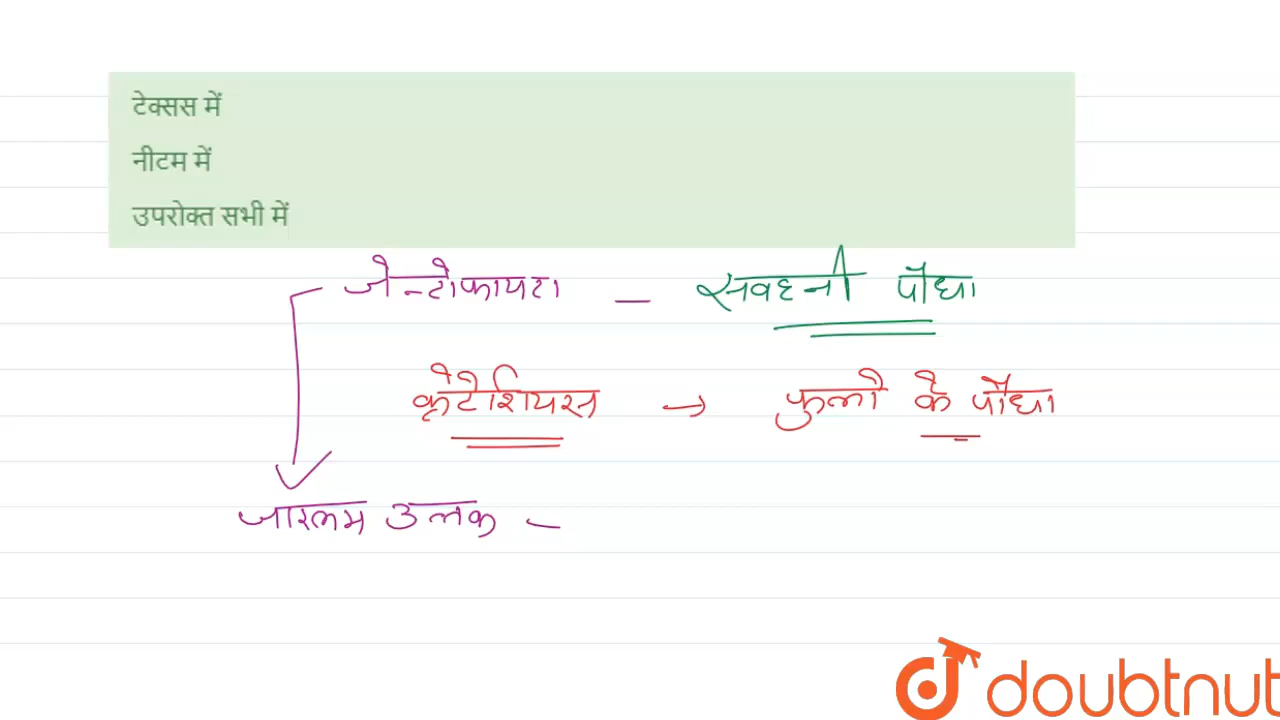 टेक्सस में
नीटम में
उपरोक्त सभी में
जेन्टोफायटा – सवहनी पौधा
क्रेटैशियस → फुलो के पौधा
जारलम उलक –
doubtnut